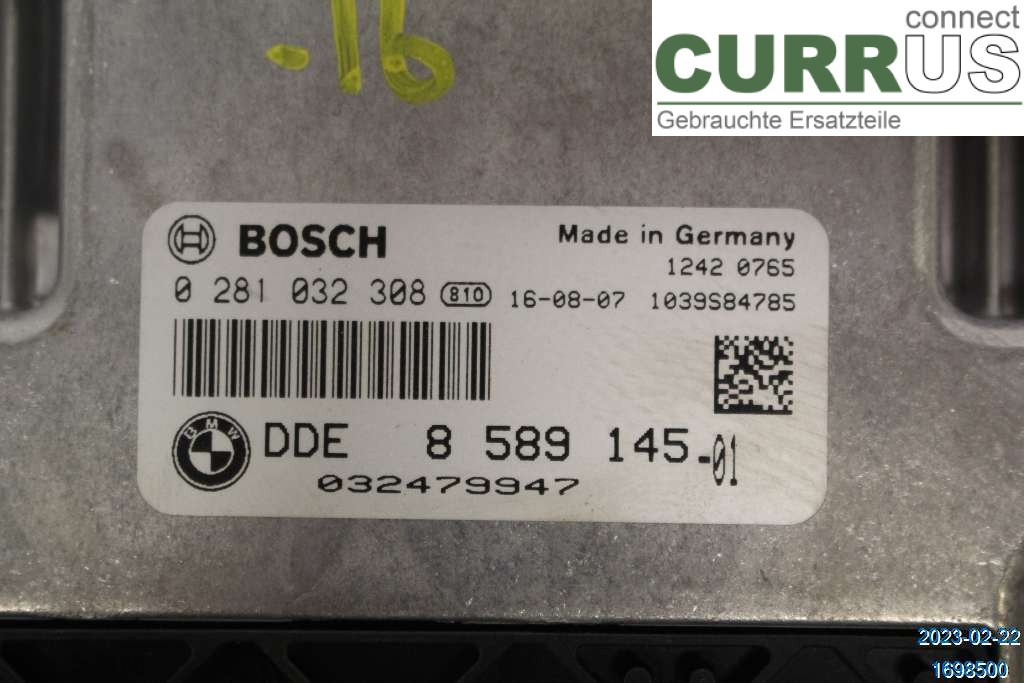 -16
connect
CURRUS
Gebrauchte Ersatzteile
BOSCH
Made in Germany
1242 0765
0 281 032 308 810 16-08-07 1039S84785
BMW
DDE 8 589 145-01
032479947
2023-02-22
1698500